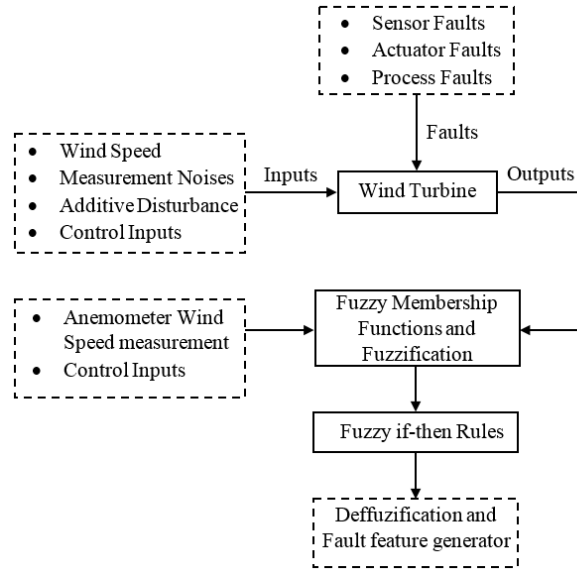 • Sensor Faults
• Actuator Faults
• Process Faults
Faults
• Wind Speed
• Measurement Noises
• Additive Disturbance
• Control Inputs
Inputs
Wind Turbine
Outputs
• Anemometer Wind
Speed measurement
• Control Inputs
Fuzzy Membership
Functions and
Fuzzification
Fuzzy if-then Rules
Deffuzification and
Fault feature generator